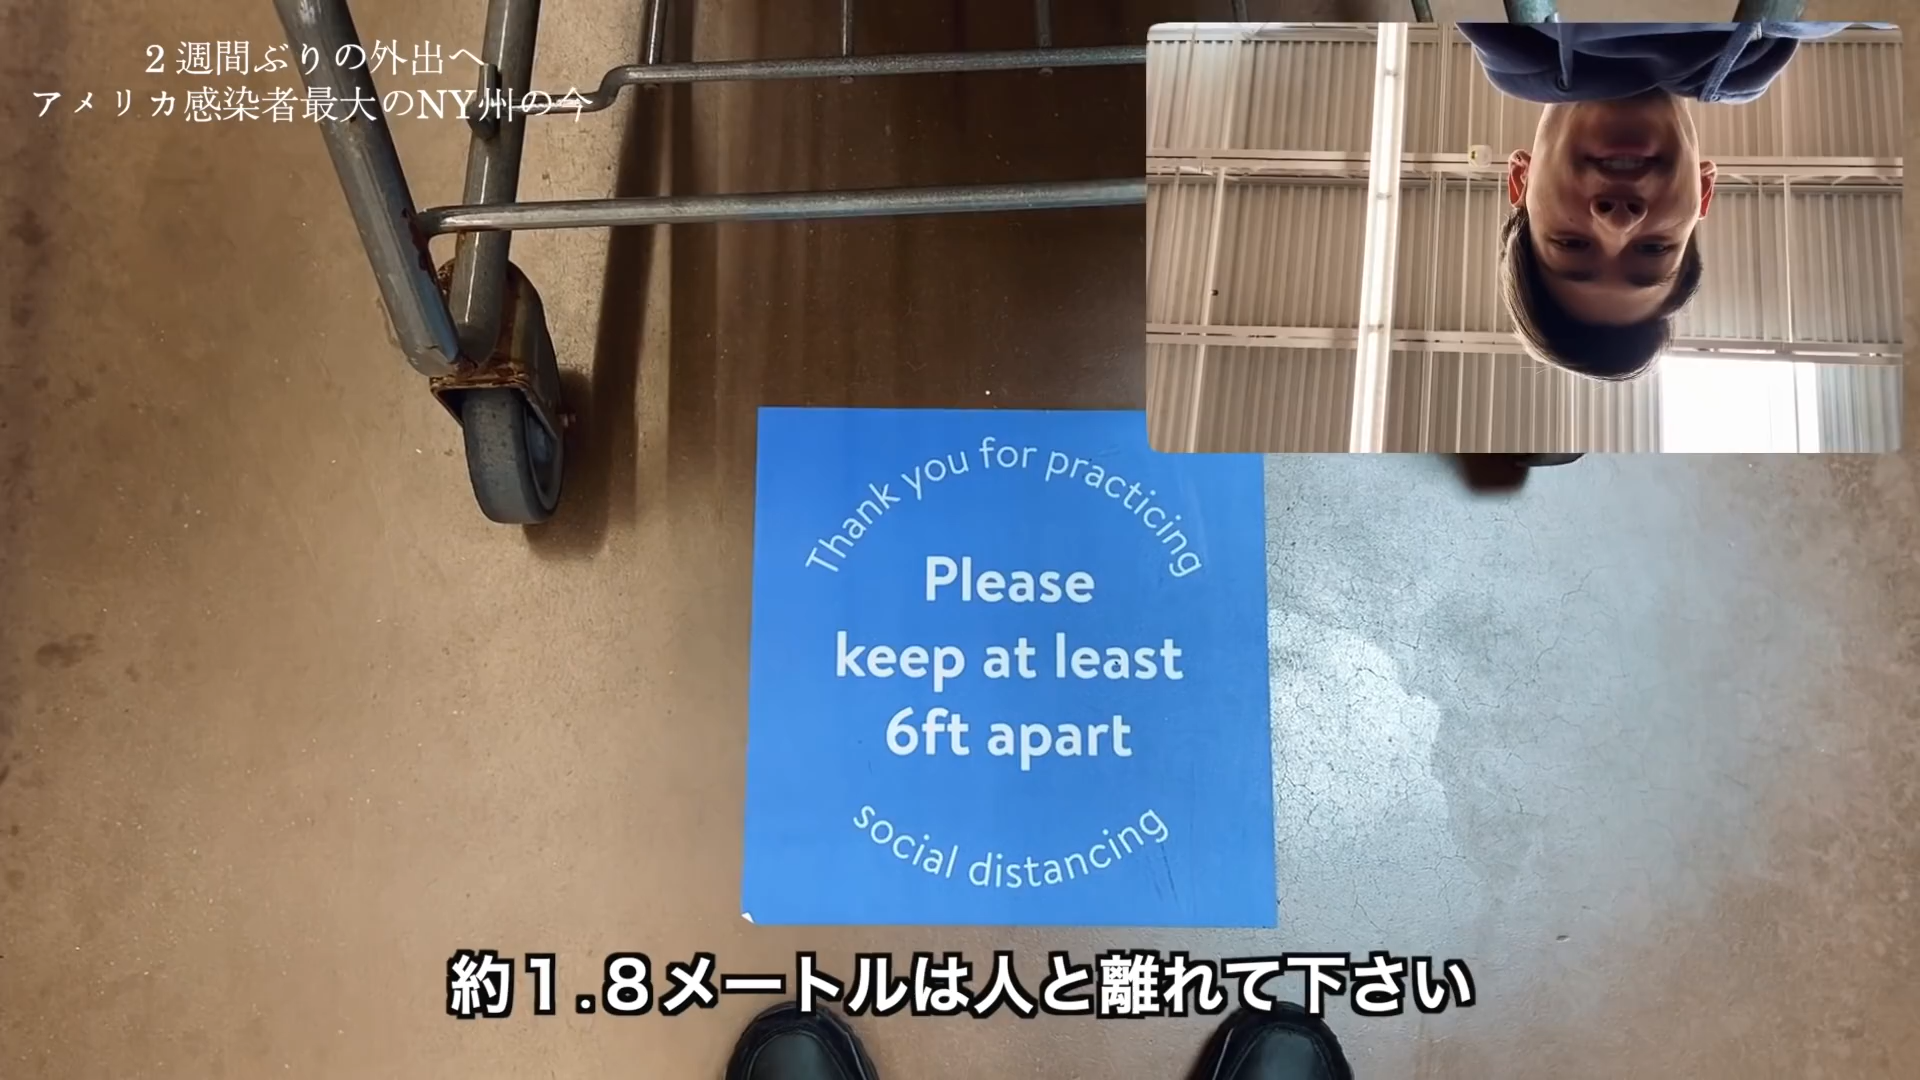 2週間ぶりの外出へ
アメリカ感染者最大のNY州の今
Thank you for practicing
Please
keep at least
6ft apart
social distancing
約1.8メートルは人と離れて下さい